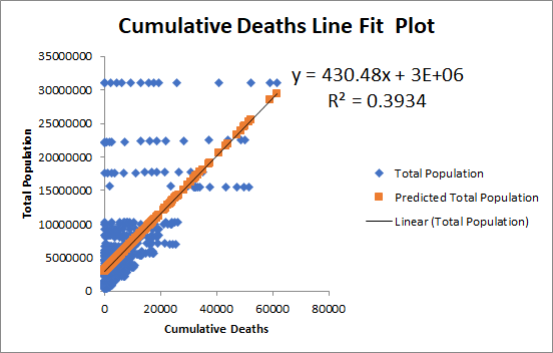 Cumulative Deaths Line Fit Plot
y = 430.48x + 3E+06
R² = 0.3934
35000000
30000000
25000000
20000000
15000000
10000000
5000000
0
Total Population
0 20000 40000 60000 80000
Cumulative Deaths
Total Population
Predicted Total Population
Linear (Total Population)